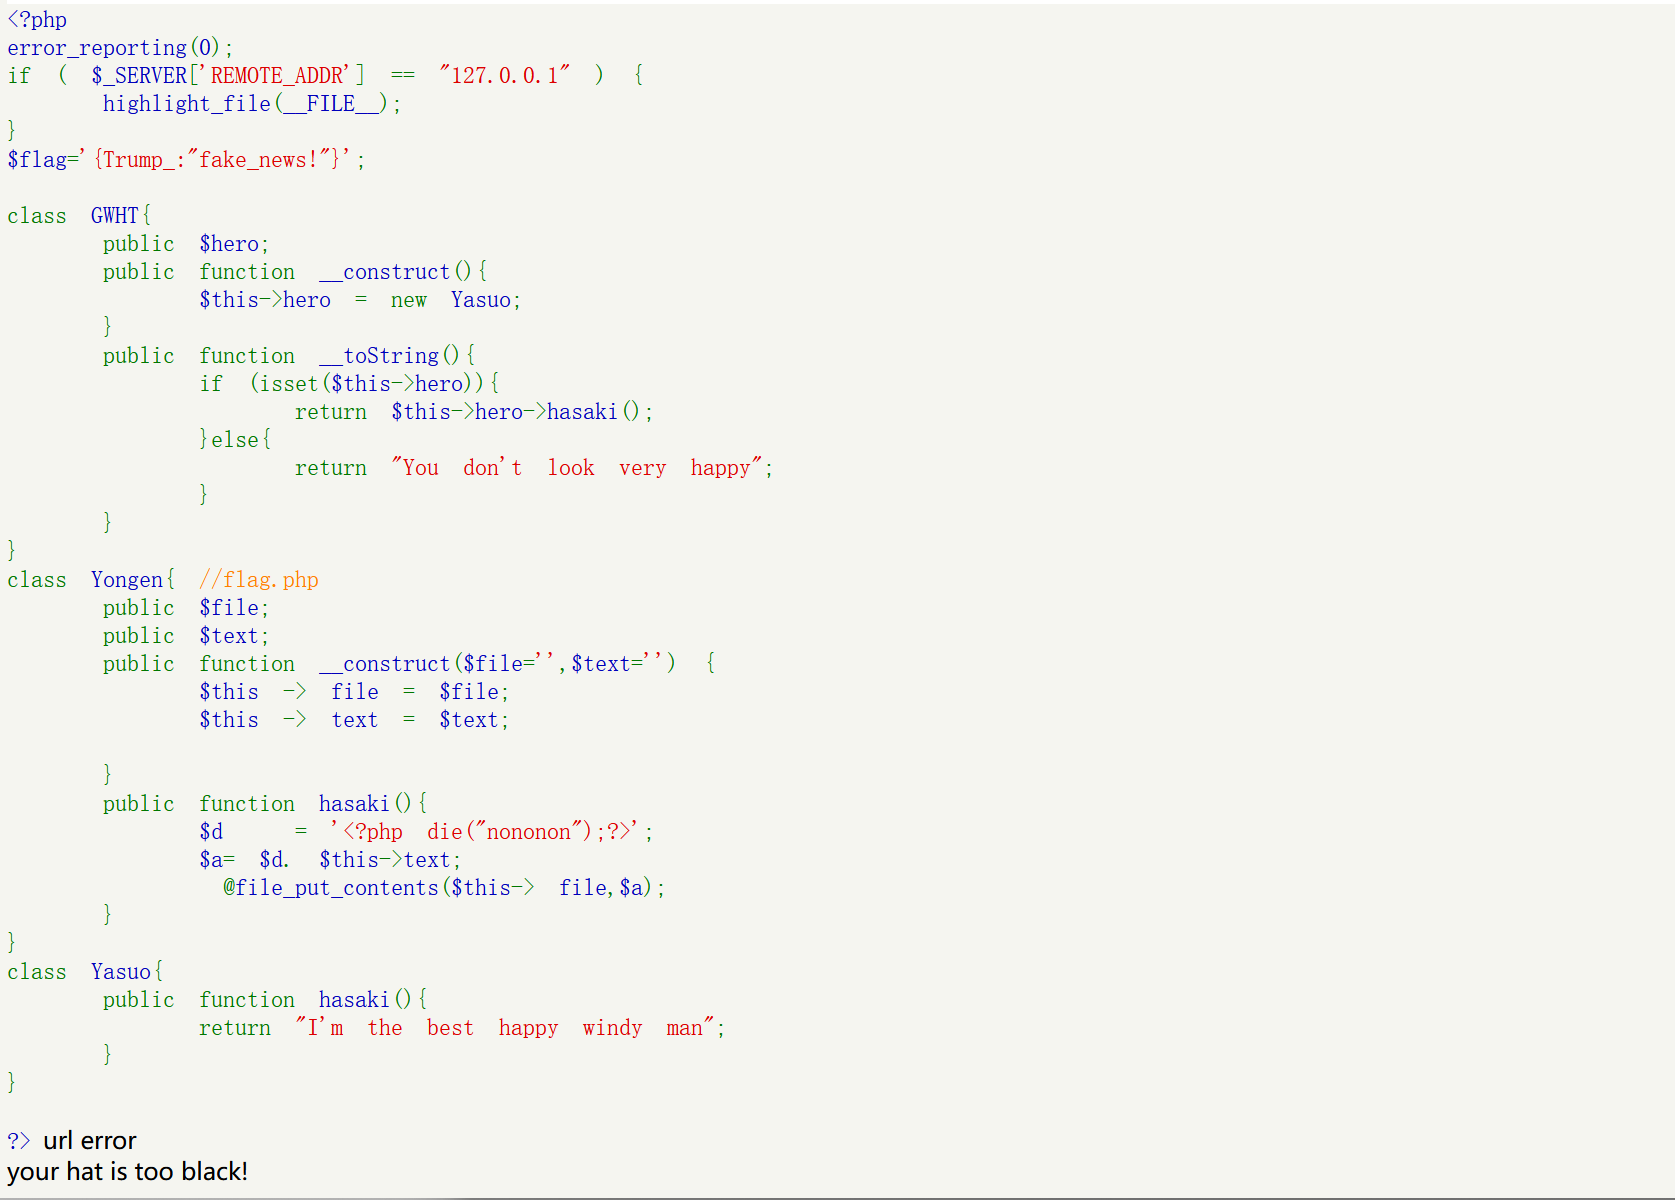 <?php
error_reporting(0);
if ( $_SERVER['REMOTE_ADDR'] == "127.0.0.1" ) {
highlight_file(__FILE__);
}
$flag='{Trump_:"fake_news!"}';
class GWHT{
public $hero;
public function __construct(){
$this->hero = new Yasuo;
}
public function __toString(){
if (isset($this->hero)){
return $this->hero->hasaki();
}else{
return "You don't look very happy";
}
}
}
class Yongen{ //flag.php
public $file;
public $text;
public function __construct($file='',$text='') {
$this -> file = $file;
$this -> text = $text;
}
public function hasaki(){
$d = '<?php die("nononon");?>';
$a= $d. $this->text;
@file_put_contents($this-> file,$a);
}
}
class Yasuo{
public function hasaki(){
return "I'm the best happy windy man";
}
}
?> url error
your hat is too black!